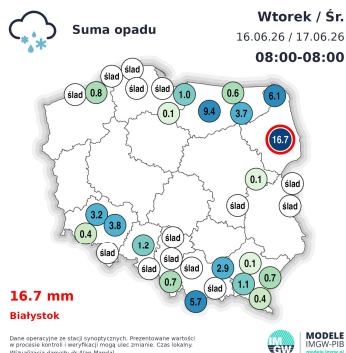 Suma opadu
Wtorek / Śr.
16.06.26 / 17.06.26
08:00-08:00
ślad
ślad
ślad
0.8
ślad
ślad
1.0
0.6
6.1
0.1
9.4
3.7
16.7
0.1
ślad
ślad
ślad
3.2
3.8
0.4
ślad
1.2
ślad
ślad
ślad
ślad
0.7
2.9
0.1
0.7
1.1
ślad
0.4
5.7
16.7 mm
Białystok
Dane operacyjne ze stacji synoptycznych. Prezentowane wartości
w procesie kontroli i weryfikacji mogą ulec zmianie. Czas lokalny.
IMGW
MODELE
IMGW-PIB